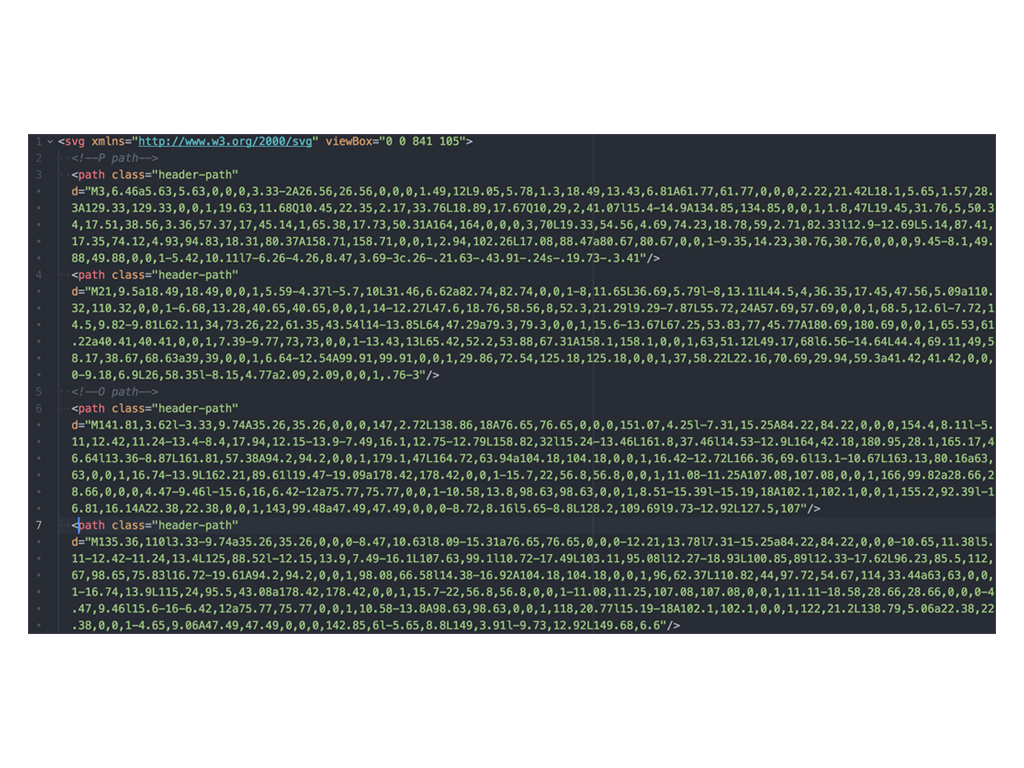 1 <svg xmlns="http://www.w3.org/2000/svg" viewBox="0 0 841 105">
2 <!--P path-->
3 <path class="header-path"
d="M3,6.46a5.63,5.63,0,0,0,3.33-2A26.56,26.56,0,0,0,1.49,12L9.05,5.78,1.3,18.49,13.43,6.81A61.77,61.77,0,0,0,2.22,21.42L18.1,5.65,1.57,28.
3A129.33,129.33,0,0,1,19.63,11.68Q10.45,22.35,2.17,33.76L18.89,17.67Q10,29,2,41.07l15.4-14.9A134.85,134.85,0,0,1,1.8,47L19.45,31.76,5,50.3
4,17.51,38.56,3.36,57.37,17,45.14,1,65.38,17.73,50.31A164,164,0,0,0,3,70L19.33,54.56,4.69,74.23,18.78,59,2.71,82.33l12.9-12.69L5.14,87.41,
17.35,74.12,4.93,94.83,18.31,80.37A158.71,158.71,0,0,1,2.94,102.26L17.08,88.47a80.67,80.67,0,0,1-9.35,14.23,30.76,30.76,0,0,0,9.45-8.1,49.
88,49.88,0,0,1-5.42,10.11l7-6.26-4.26,8.47,3.69-3c.26-.21.63-.43.91-.24s-.19.73-.3.41"/>
4 <path class="header-path"
d="M21,9.5a18.49,18.49,0,0,1,5.59-4.37l-5.7,10L31.46,6.62a82.74,82.74,0,0,1-8,11.65L36.69,5.79l-8,13.11L44.5,4,36.35,17.45,47.56,5.09a110.
32,110.32,0,0,1-6.68,13.28,40.65,40.65,0,0,1,14-12.27L47.6,18.76,58.56,8,52.3,21.29l9.29-7.87L55.72,24A57.69,57.69,0,0,1,68.5,12.6l-7.72,1
4.5,9.82-9.81L62.11,34,73.26,22,61.35,43.54l14-13.85L64,47.29a79.3,79.3,0,0,1,15.6-13.67L67.25,53.83,77,45.77A180.69,180.69,0,0,1,65.53,61
.22a40.41,40.41,0,0,1,7.39-9.77,73,73,0,0,1-13.43,13L65.42,52.2,53.88,67.31A158.1,158.1,0,0,1,63,51.12L49.17,68l6.56-14.64L44.4,69.11,49,5
8.17,38.67,68.63a39,39,0,0,1,6.64-12.54A99.91,99.91,0,0,1,29.86,72.54,125.18,125.18,0,0,1,37,58.22L22.16,70.69,29.94,59.3a41.42,41.42,0,0,
0-9.18,6.9L26,58.35l-8.15,4.77a2.09,2.09,0,0,1,.76-3"/>
5 <!--O path-->
6 <path class="header-path"
d="M141.81,3.62l-3.33,9.74A35.26,35.26,0,0,0,147,2.72L138.86,18A76.65,76.65,0,0,0,151.07,4.25l-7.31,15.25A84.22,84.22,0,0,0,154.4,8.11l-5.
11,12.42,11.24-13.4-8.4,17.94,12.15-13.9-7.49,16.1,12.75-12.79L158.82,32l15.24-13.46L161.8,37.46l14.53-12.9L164,42.18,180.95,28.1,165.17,4
6.64l13.36-8.87L161.81,57.38A94.2,94.2,0,0,1,179.1,47L164.72,63.94a104.18,104.18,0,0,1,16.42-12.72L166.36,69.6l13.1-10.67L163.13,80.16a63,
63,0,0,1,16.74-13.9L162.21,89.61l19.47-19.09a178.42,178.42,0,0,1-15.7,22,56.8,56.8,0,0,1,11.08-11.25A107.08,107.08,0,0,1,166,99.82a28.66,2
8.66,0,0,0,4.47-9.46l-15.6,16,6.42-12a75.77,75.77,0,0,1-10.58,13.8,98.63,98.63,0,0,1,8.51-15.39l-15.19,18A102.1,102.1,0,0,1,155.2,92.39l-1
6.81,16.14A22.38,22.38,0,0,1,143,99.48a47.49,47.49,0,0,0-8.72,8.16l5.65-8.8L128.2,109.69l9.73-12.92L127.5,107"/>
7 <path class="header-path"
d="M135.36,110l3.33-9.74a35.26,35.26,0,0,0-8.47,10.63l8.09-15.31a76.65,76.65,0,0,0-12.21,13.78l7.31-15.25a84.22,84.22,0,0,0-10.65,11.38l5.
11-12.42-11.24,13.4L125,88.52l-12.15,13.9,7.49-16.1L107.63,99.1l10.72-17.49L103.11,95.08l12.27-18.93L100.85,89l12.33-17.62L96.23,85.5,112,
67,98.65,75.83l16.72-19.61A94.2,94.2,0,0,1,98.08,66.58l14.38-16.92A104.18,104.18,0,0,1,96,62.37L110.82,44,97.72,54.67,114,33.44a63,63,0,0,
1-16.74,13.9L115,24,95.5,43.08a178.42,178.42,0,0,1,15.7-22,56.8,56.8,0,0,1-11.08,11.25,107.08,107.08,0,0,1,11.11-18.58,28.66,28.66,0,0,0-4
.47,9.46l15.6-16-6.42,12a75.77,75.77,0,0,1,10.58-13.8A98.63,98.63,0,0,1,118,20.77l15.19-18A102.1,102.1,0,0,1,122,21.2L138.79,5.06a22.38,22
.38,0,0,1-4.65,9.06A47.49,47.49,0,0,0,142.85,6l-5.65,8.8L149,3.91l-9.73,12.92L149.68,6.6"/>